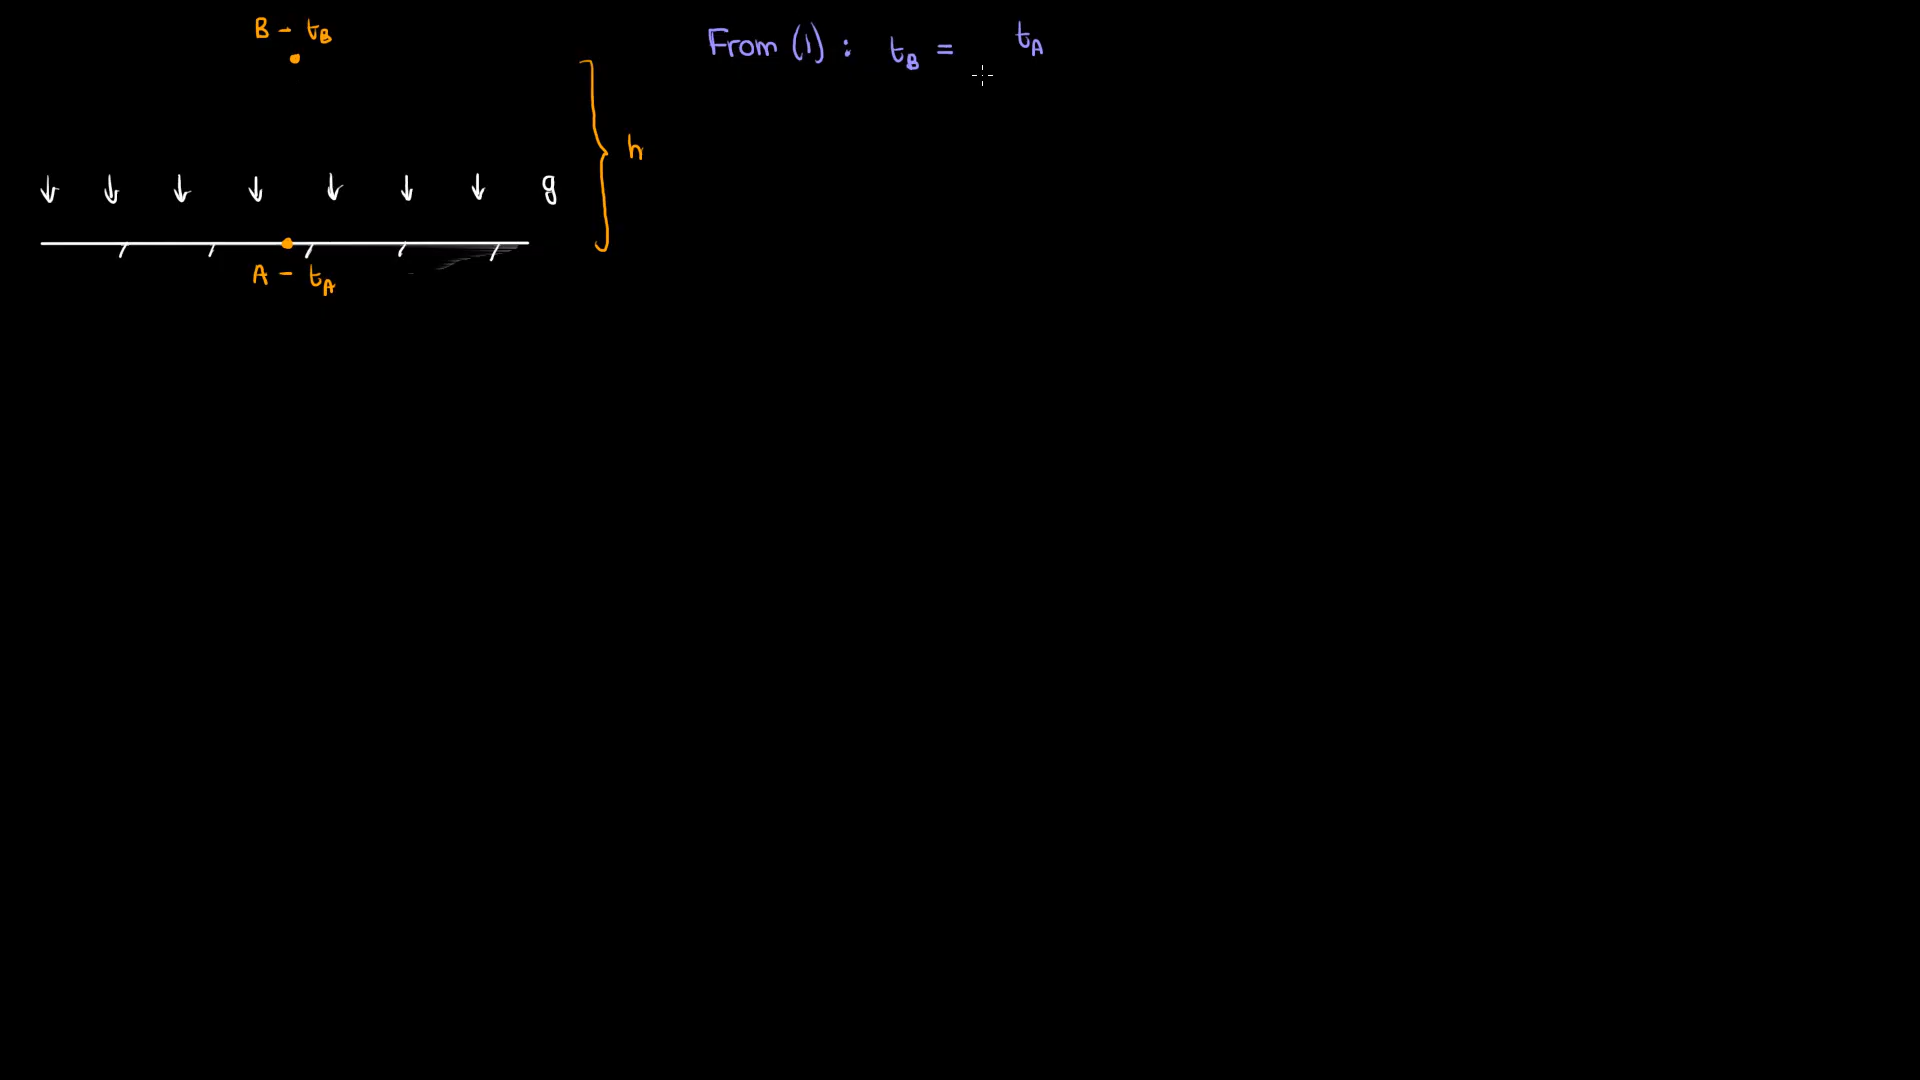 B - t_B
From (1) : t_B = t_A
h
g
A - t_A